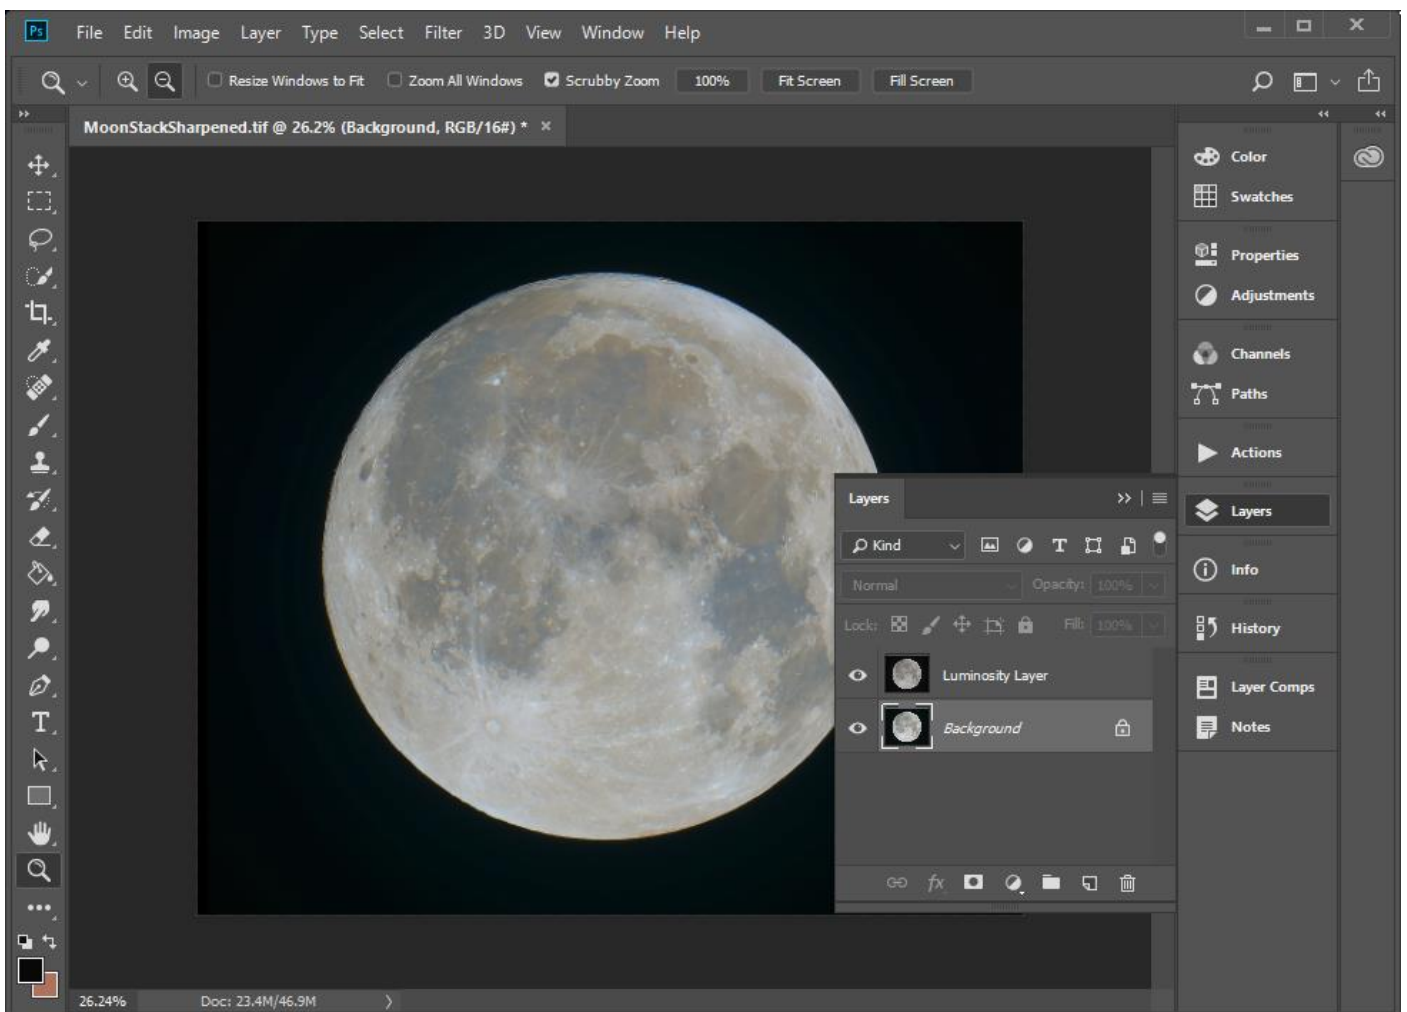 Ps File Edit Image Layer Type Select Filter 3D View Window Help
Resize Windows to Fit Zoom All Windows Scrubby Zoom 100% Fit Screen Fill Screen
MoonStackSharpened.tif @ 26.2% (Background, RGB/16#) * ×
Color
Swatches
Properties
Adjustments
Channels
Paths
Actions
Layers
Info
History
Layer Comps
Notes
Layers
Kind
Normal Opacity: 100%
Lock: Fill: 100%
Luminosity Layer
Background
fx
26.24% Doc: 23.4M/46.9M